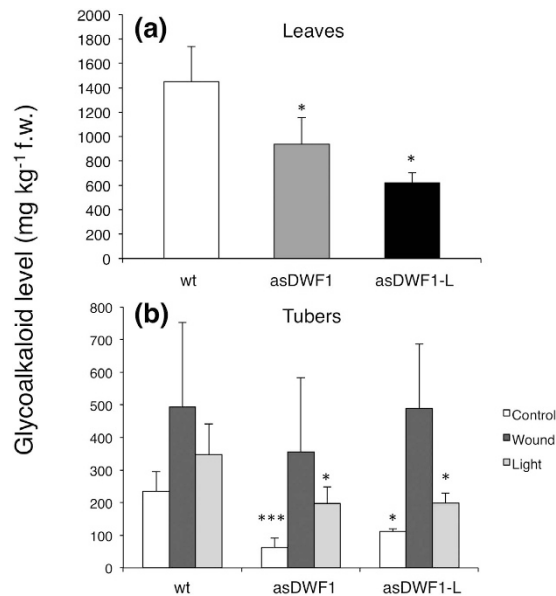 Glycoalkaloid level (mg kg-1 f.w.)
(a)
Leaves
2000
1800
1600
1400
1200
1000
800
600
400
200
0
*
*
wt
asDWF1
asDWF1-L
(b)
Tubers
800
700
600
500
400
300
200
100
0
***
*
*
*
wt
asDWF1
asDWF1-L
Control
Wound
Light